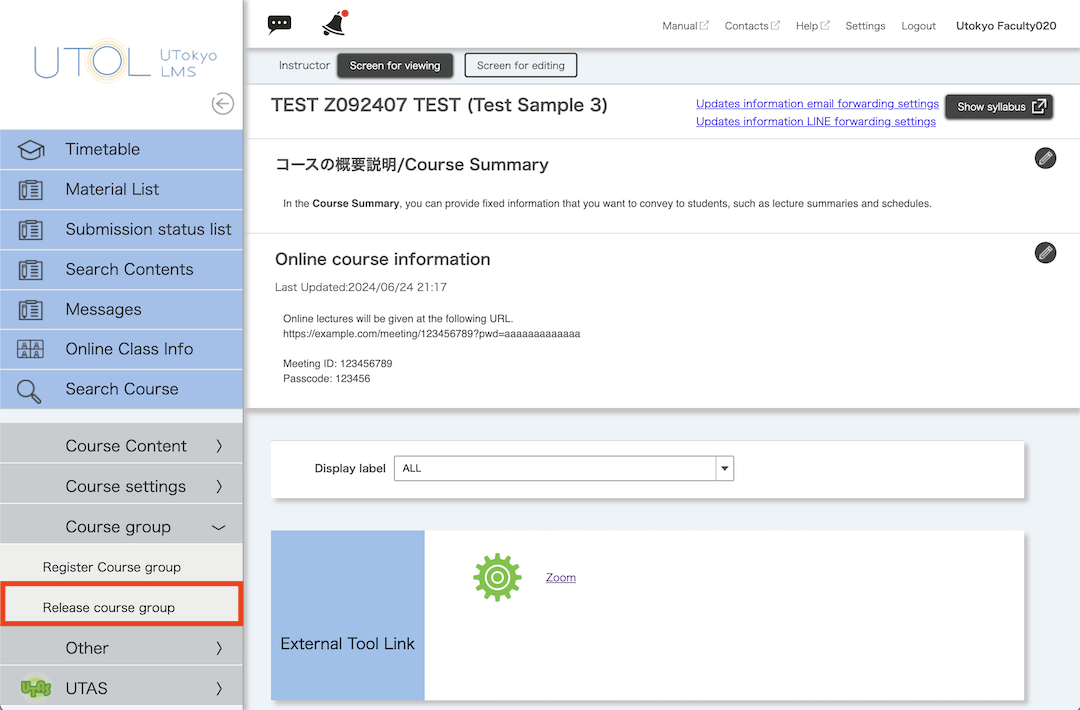 UTOL UTokyo
LMS
Manual
Contacts
Help
Settings
Logout
Utokyo Faculty020
Instructor
Screen for viewing
Screen for editing
TEST Z092407 TEST (Test Sample 3)
Updates information email forwarding settings
Updates information LINE forwarding settings
Show syllabus
Timetable
Material List
Submission status list
Search Contents
Messages
Online Class Info
Search Course
Course Content
Course settings
Course group
Register Course group
Release course group
Other
UTAS
コースの概要説明/Course Summary
In the Course Summary, you can provide fixed information that you want to convey to students, such as lecture summaries and schedules.
Online course information
Last Updated:2024/06/24 21:17
Online lectures will be given at the following URL.
https://example.com/meeting/123456789?pwd=aaaaaaaaaaaaa
Meeting ID: 123456789
Passcode: 123456
Display label
ALL
External Tool Link
Zoom